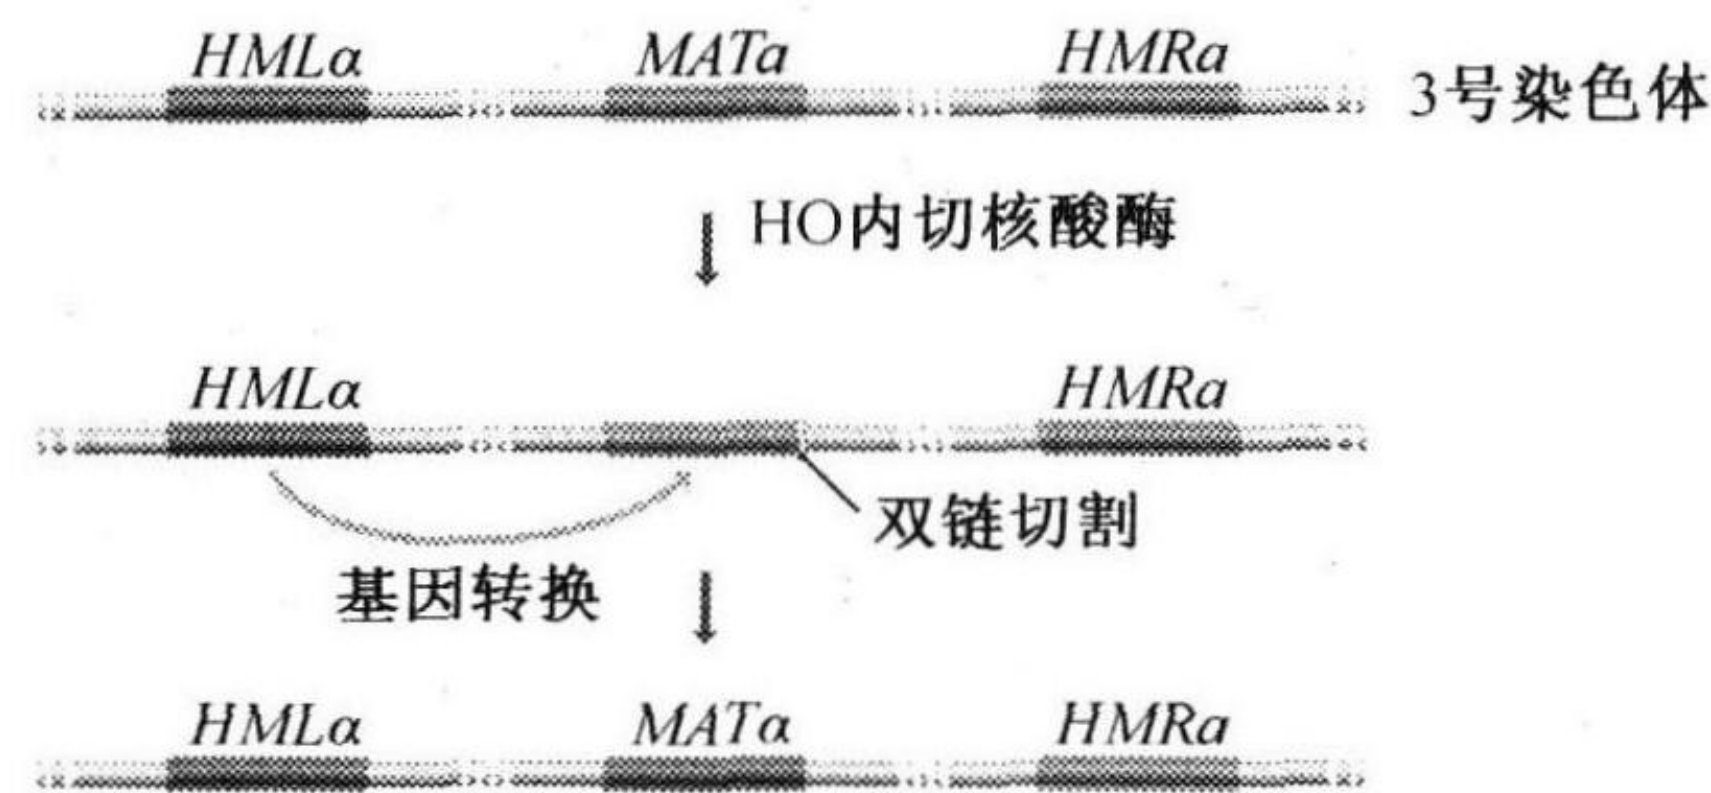 HMLα MATa HMRa
3号染色体
HO内切核酸酶
HMLα HMRa
双链切割
基因转换
HMLα MATα HMRa